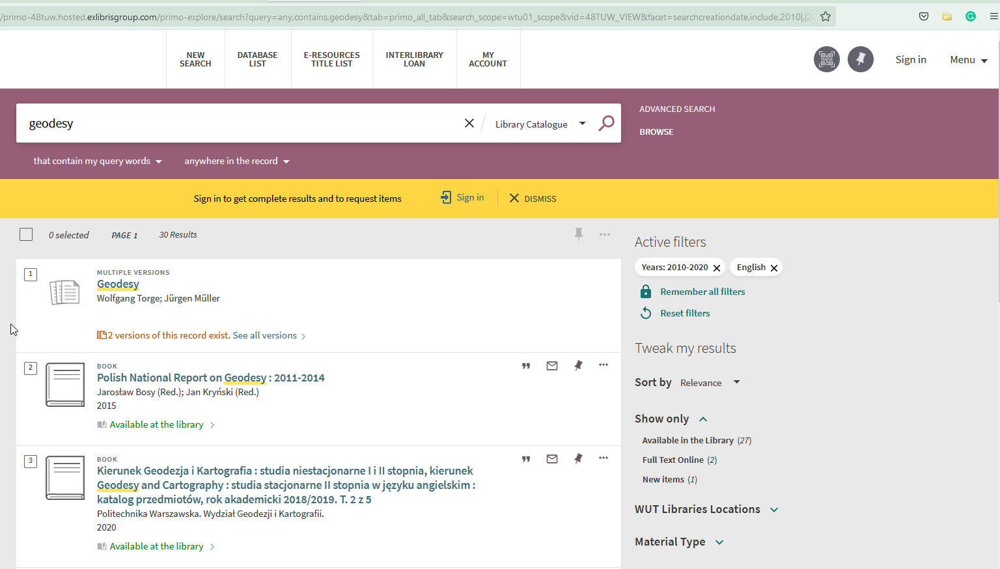 /primo-48tuw.hosted.exlibrisgroup.com/primo-explore/search?query=any,contains,geodesy&tab=primo_all_tab&search_scope=wtu01_scope&vid=48TUW_VIEW&facet=searchcreationdate,include,2010|,|20
NEW SEARCH
DATABASE LIST
E-RESOURCES TITLE LIST
INTERLIBRARY LOAN
MY ACCOUNT
Sign in
Menu
geodesy
Library Catalogue
ADVANCED SEARCH
BROWSE
that contain my query words
anywhere in the record
Sign in to get complete results and to request items
Sign in
DISMISS
0 selected
PAGE 1
30 Results
1
MULTIPLE VERSIONS
Geodesy
Wolfgang Torge; Jürgen Müller
2 versions of this record exist. See all versions
2
BOOK
Polish National Report on Geodesy : 2011-2014
Jarosław Bosy (Red.); Jan Kryński (Red.)
2015
Available at the library
3
BOOK
Kierunek Geodezja i Kartografia : studia niestacjonarne I i II stopnia, kierunek
Geodesy and Cartography : studia stacjonarne II stopnia w języku angielskim :
katalog przedmiotów, rok akademicki 2018/2019. T. 2 z 5
Politechnika Warszawska. Wydział Geodezji i Kartografii.
2020
Available at the library
Active filters
Years: 2010-2020
English
Remember all filters
Reset filters
Tweak my results
Sort by Relevance
Show only
Available in the Library (27)
Full Text Online (2)
New items (1)
WUT Libraries Locations
Material Type